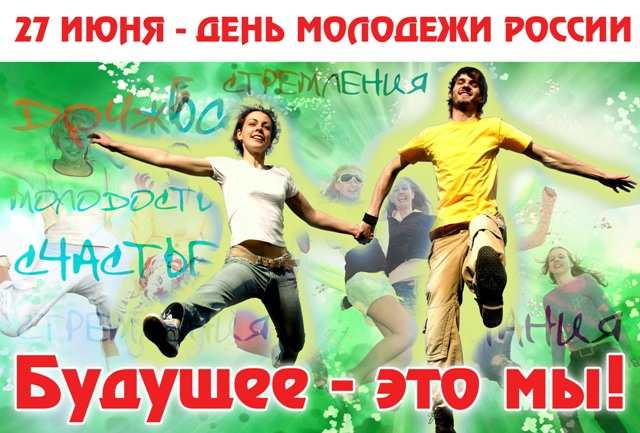 27 ИЮНЯ - ДЕНЬ МОЛОДЕЖИ РОССИИ
СТРЕМЛЕНИЯ
МОЛОДОСТЬ
СЧАСТЬЕ
Будущее - это мы!